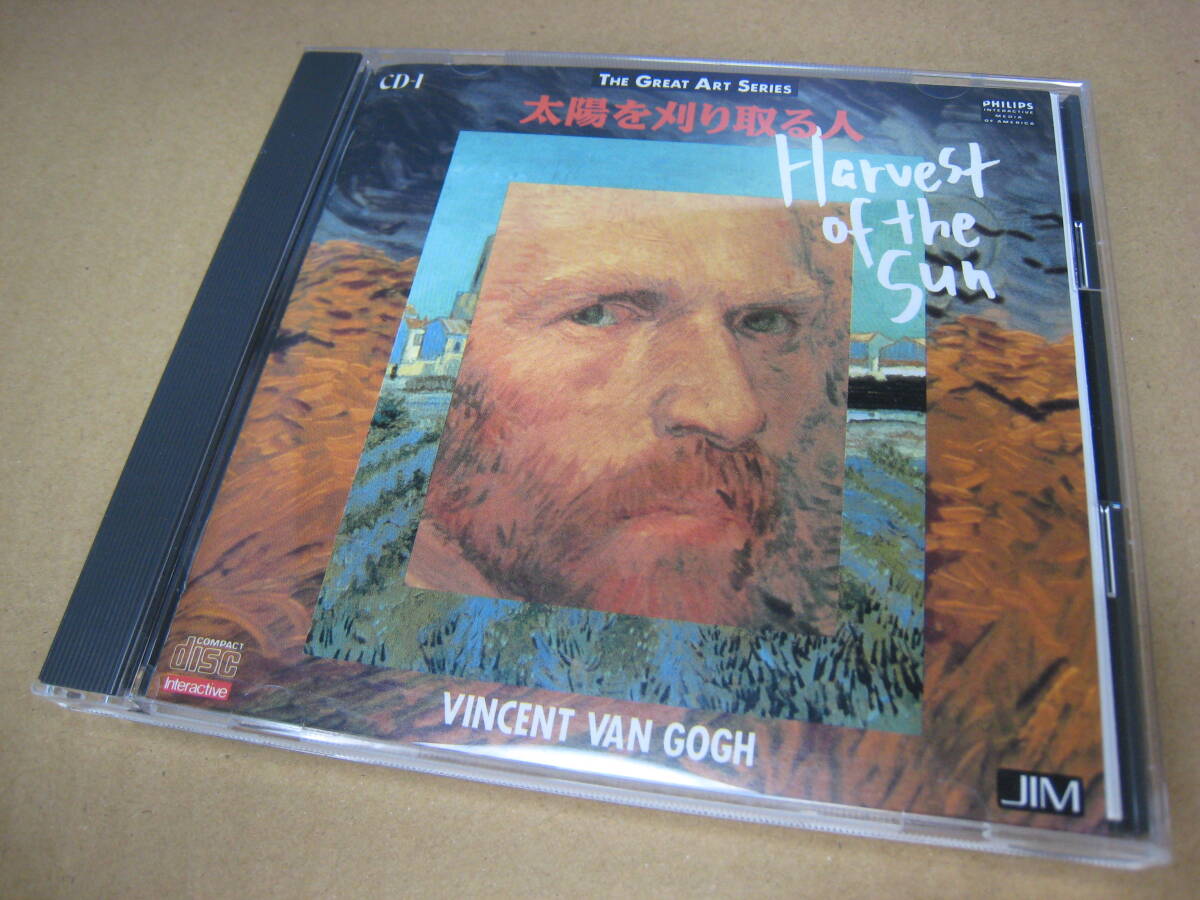 CD-I
THE GREAT ART SERIES
PHILIPS
INTERACTIVE
MEDIA
OF AMERICA
太陽を刈り取る人
Harvest
of the
Sun
COMPACT
disc
Interactive
VINCENT VAN GOGH
JIM